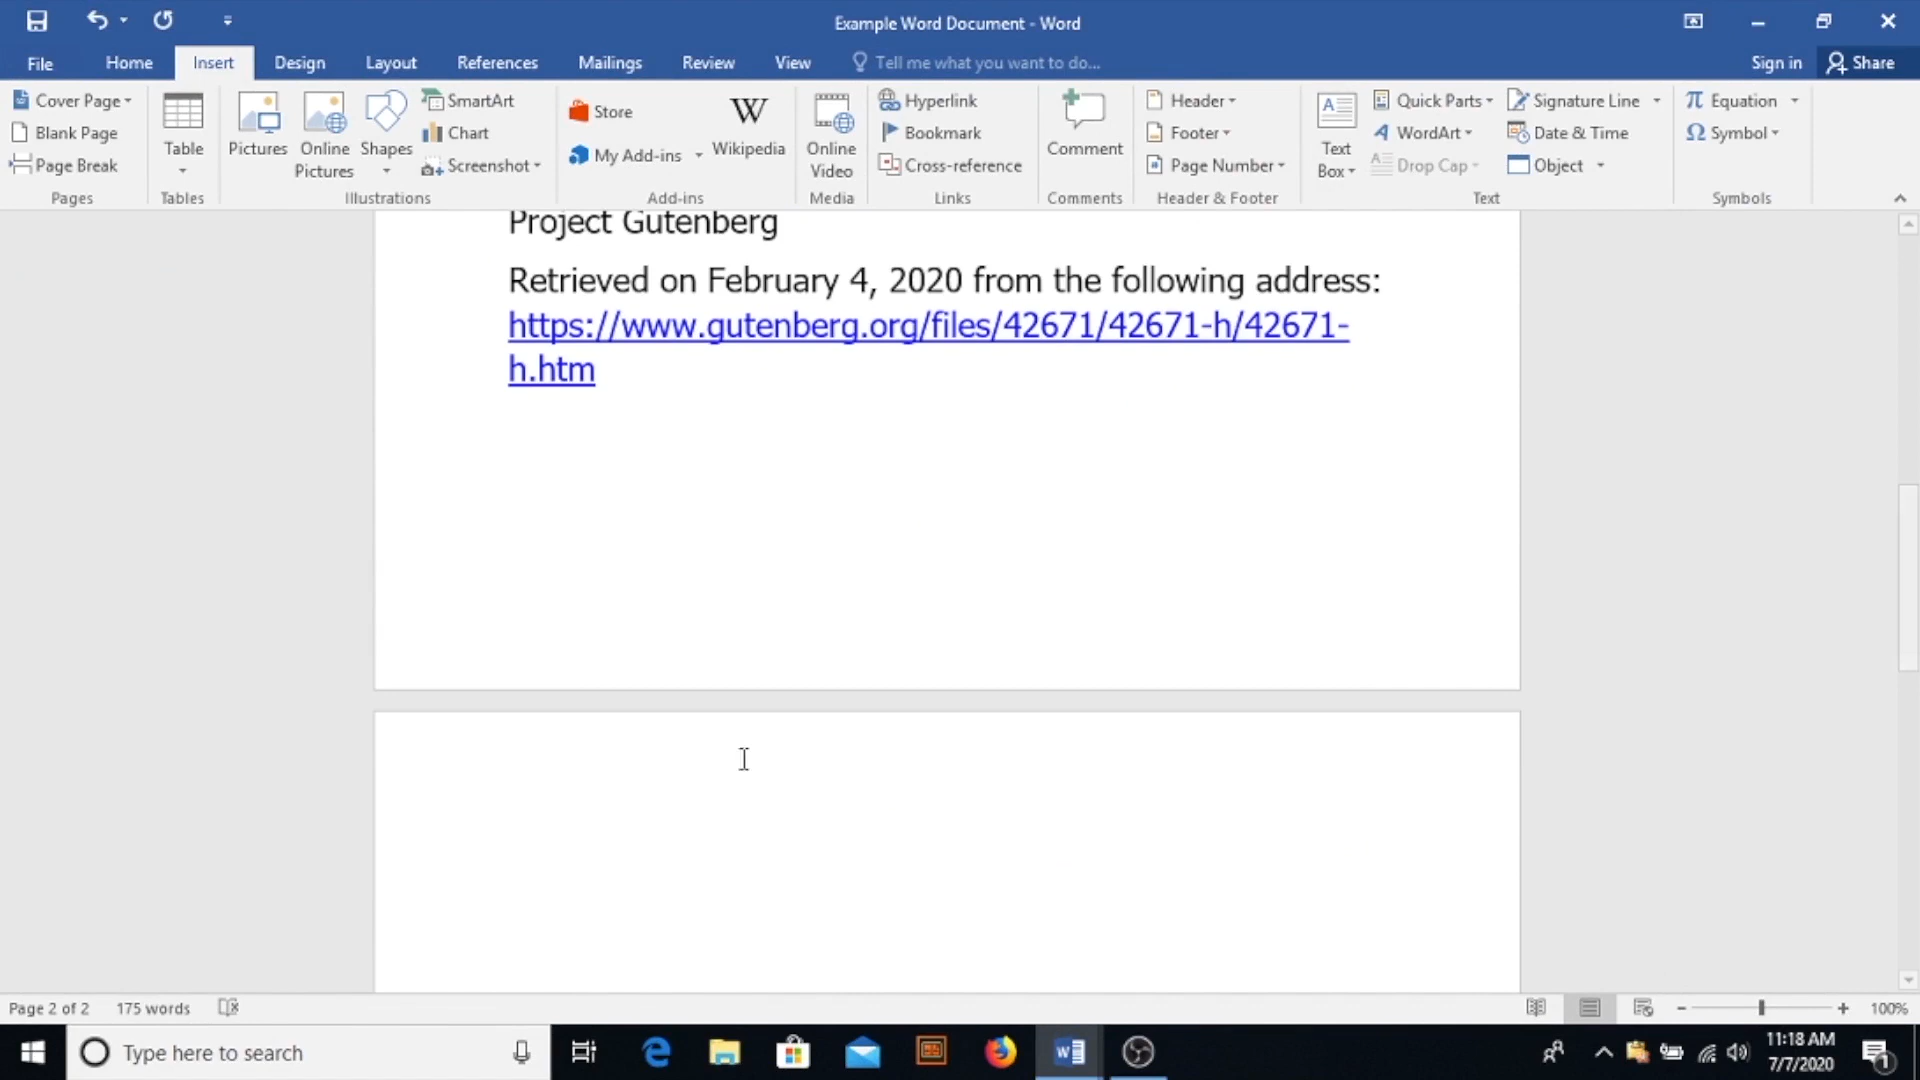 Example Word Document - Word
File Home Insert Design Layout References Mailings Review View Tell me what you want to do... Sign in Share
Cover Page
Blank Page
Page Break
Pages
Table
Tables
Pictures
Online
Pictures
Shapes
SmartArt
Chart
Screenshot
Illustrations
Store
My Add-ins
W
Wikipedia
Add-ins
Online
Video
Media
Hyperlink
Bookmark
Cross-reference
Links
Comment
Comments
Header
Footer
Page Number
Header & Footer
A
Text
Box
Quick Parts
WordArt
Drop Cap
Signature Line
Date & Time
Object
Text
π Equation
Ω Symbol
Symbols
Project Gutenberg
Retrieved on February 4, 2020 from the following address:
https://www.gutenberg.org/files/42671/42671-h/42671-
h.htm
Page 2 of 2 175 words 100%
Type here to search
11:18 AM
7/7/2020
1